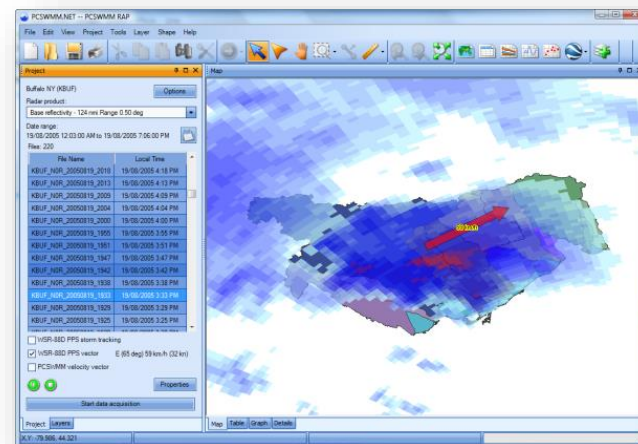 PCSWMM.NET -- PCSWMM RAP
File Edit View Project Tools Layer Shape Help
Project
Map
Buffalo NY (KBUF)
Options
Radar product:
Base reflectivity - 124 nmi Range 0.50 deg
Date range:
19/08/2005 12:03:00 AM to 19/08/2005 7:06:00 PM
Files: 220
File Name Local Time
KBUF_N0R_20050819_2018 19/08/2005 4:18 PM
KBUF_N0R_20050819_2013 19/08/2005 4:13 PM
KBUF_N0R_20050819_2009 19/08/2005 4:09 PM
KBUF_N0R_20050819_2004 19/08/2005 4:04 PM
KBUF_N0R_20050819_2000 19/08/2005 4:00 PM
KBUF_N0R_20050819_1955 19/08/2005 3:55 PM
KBUF_N0R_20050819_1951 19/08/2005 3:51 PM
KBUF_N0R_20050819_1947 19/08/2005 3:47 PM
KBUF_N0R_20050819_1942 19/08/2005 3:42 PM
KBUF_N0R_20050819_1938 19/08/2005 3:38 PM
KBUF_N0R_20050819_1933 19/08/2005 3:33 PM
KBUF_N0R_20050819_1929 19/08/2005 3:29 PM
KBUF_N0R_20050819_1925 19/08/2005 3:25 PM
WSR-88D PPS storm tracking
WSR-88D PPS vector E (65 deg) 59 km/h (32 kn)
PCSWMM velocity vector
Properties
Start data acquisition
Project Layers
Map Table Graph Details
X,Y: -79.906, 44.321